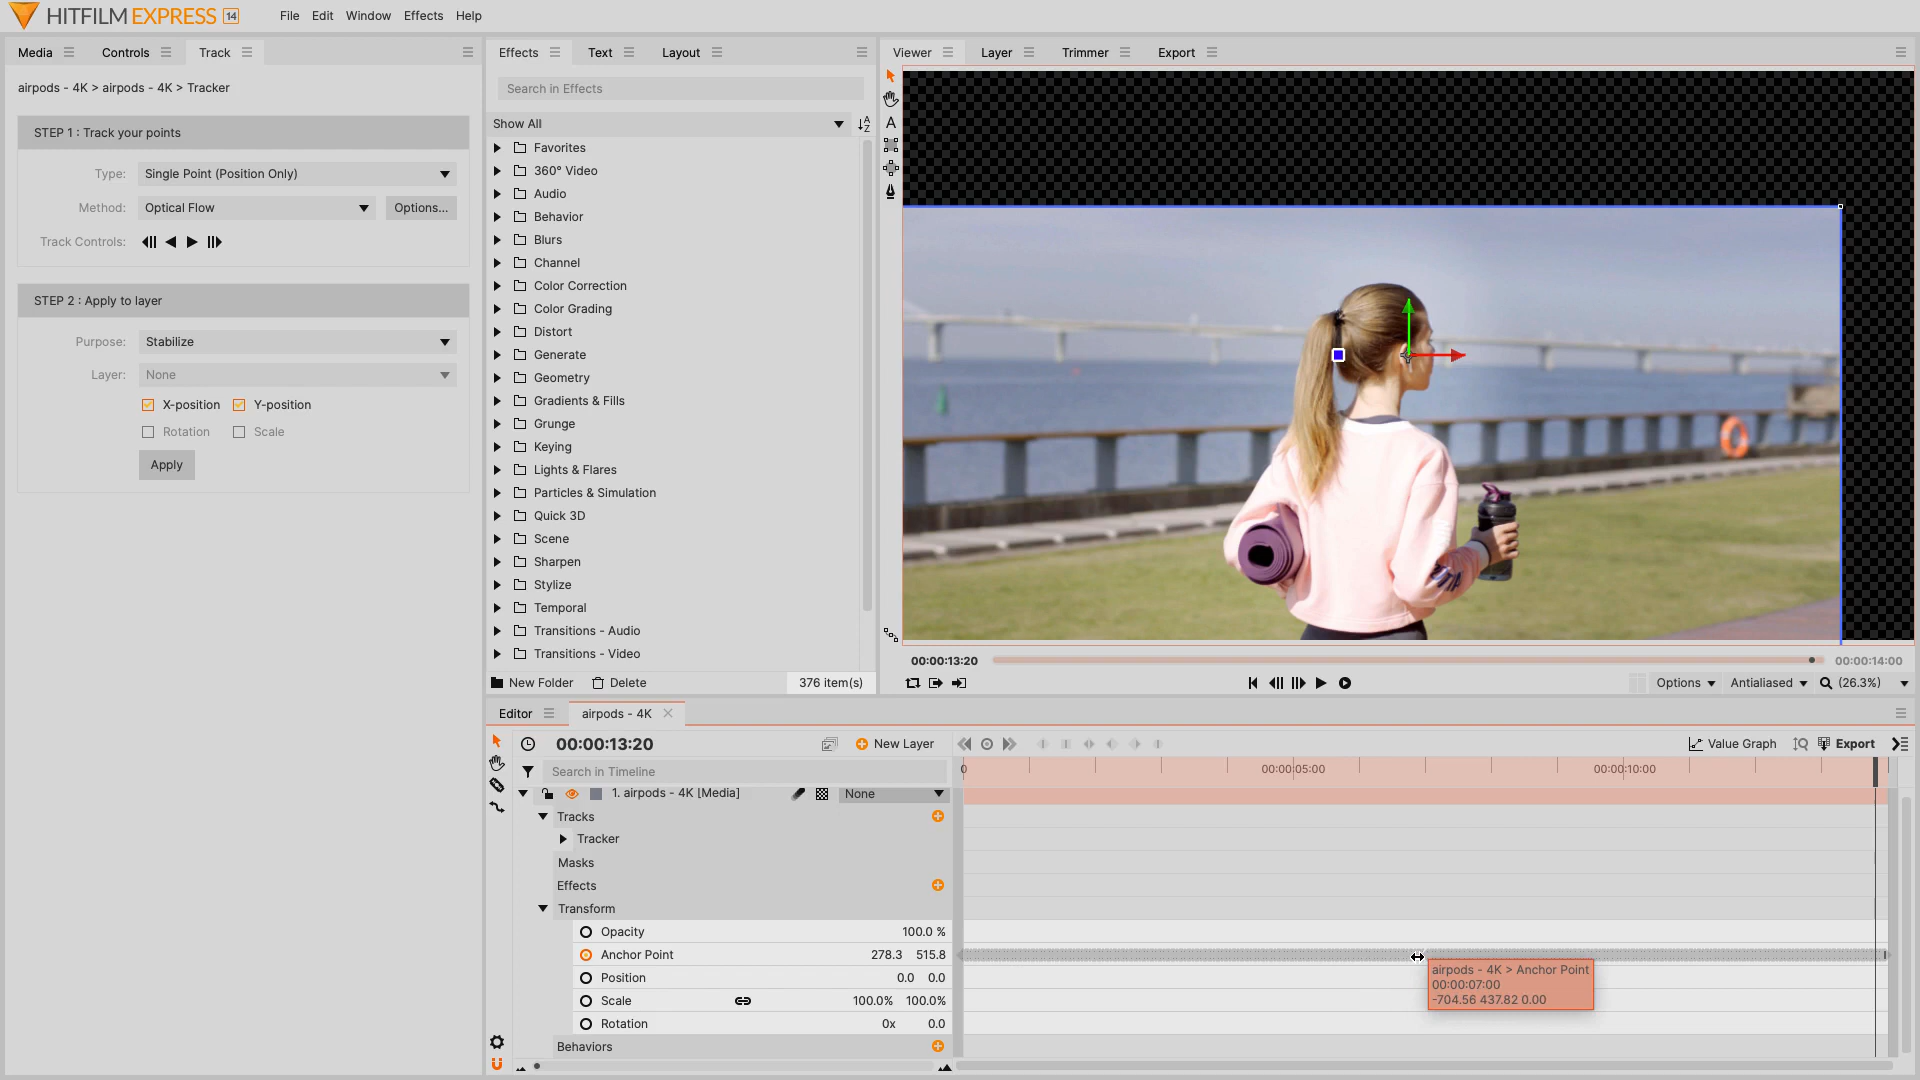 HITFILM EXPRESS 14
File Edit Window Effects Help
Media Controls Track
airpods - 4K > airpods - 4K > Tracker
STEP 1 : Track your points
Type: Single Point (Position Only)
Method: Optical Flow Options...
Track Controls:
STEP 2 : Apply to layer
Purpose: Stabilize
Layer: None
X-position Y-position
Rotation Scale
Apply
Effects Text Layout
Search in Effects
Show All
Favorites
360º Video
Audio
Behavior
Blurs
Channel
Color Correction
Color Grading
Distort
Generate
Geometry
Gradients & Fills
Grunge
Keying
Lights & Flares
Particles & Simulation
Quick 3D
Scene
Sharpen
Stylize
Temporal
Transitions - Audio
Transitions - Video
New Folder Delete 376 item(s)
Viewer Layer Trimmer Export
00:00:13:20 00:00:14:00
Options Antialiased (26.3%)
Editor airpods - 4K
00:00:13:20 New Layer Value Graph Export
Search in Timeline
0 00:00:05:00 00:00:10:00
1. airpods - 4K [Media] None
Tracks
Tracker
Masks
Effects
Transform
Opacity 100.0 %
Anchor Point 278.3 515.8
Position 0.0 0.0
Scale 100.0% 100.0%
Rotation 0x 0.0
Behaviors
airpods - 4K > Anchor Point
00:00:07:00
-704.56 437.82 0.00